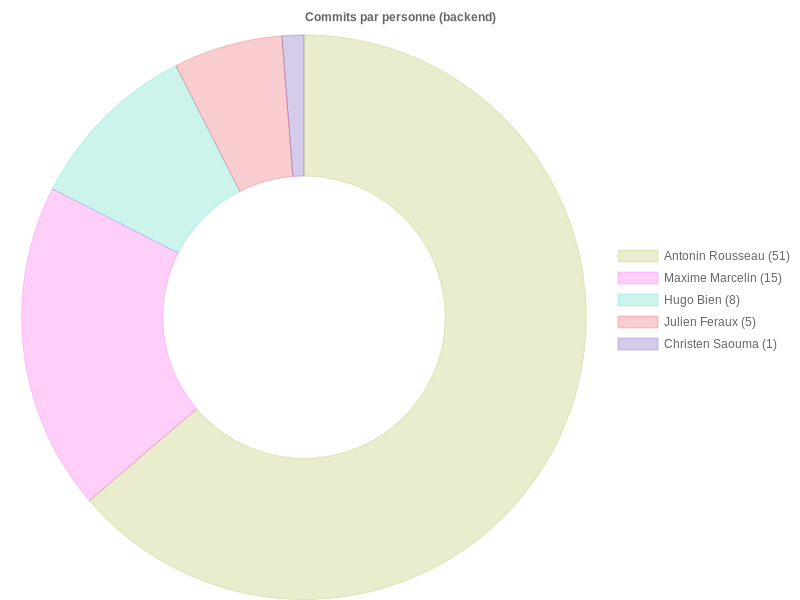 Commits par personne (backend)
Antonin Rousseau (51)
Maxime Marcelin (15)
Hugo Bien (8)
Julien Feraux (5)
Christen Saouma (1)